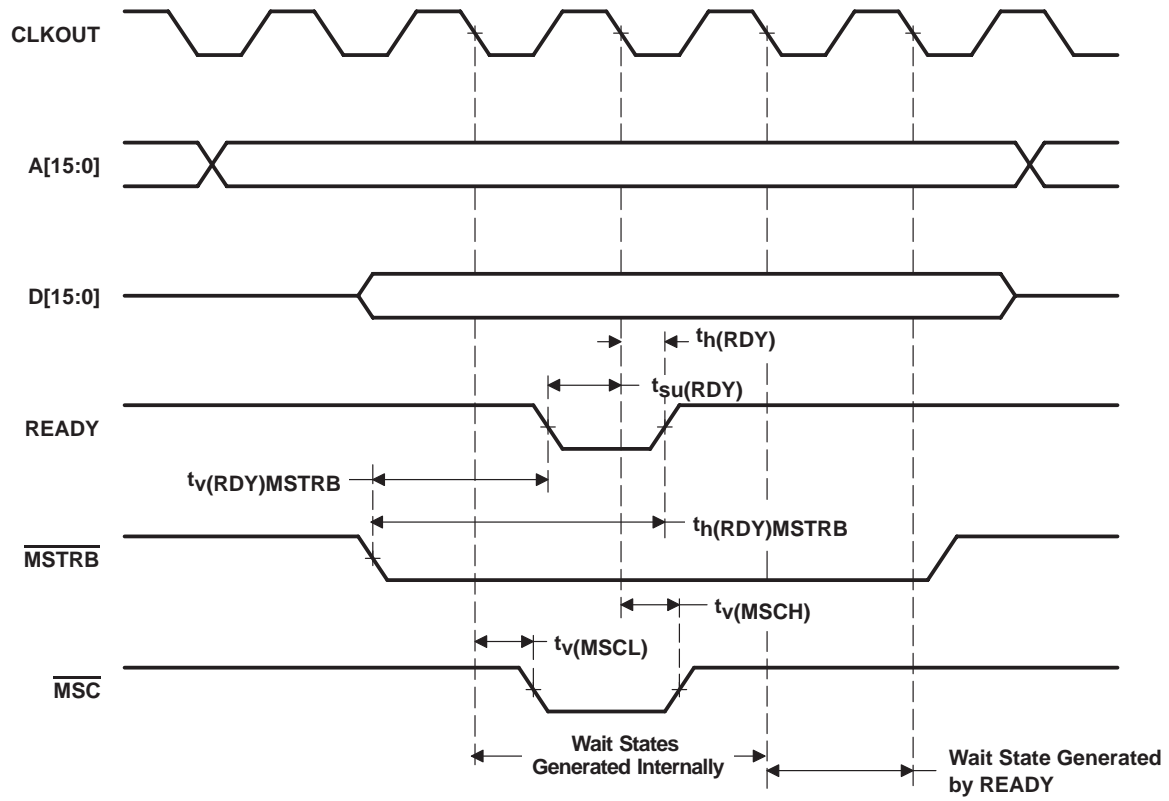 CLKOUT
A[15:0]
D[15:0]
th(RDY)
tsu(RDY)
READY
tv(RDY)MSTRB
th(RDY)MSTRB
MSTRB
tv(MSCH)
tv(MSCL)
MSC
Wait States
Generated Internally
Wait State Generated
by READY